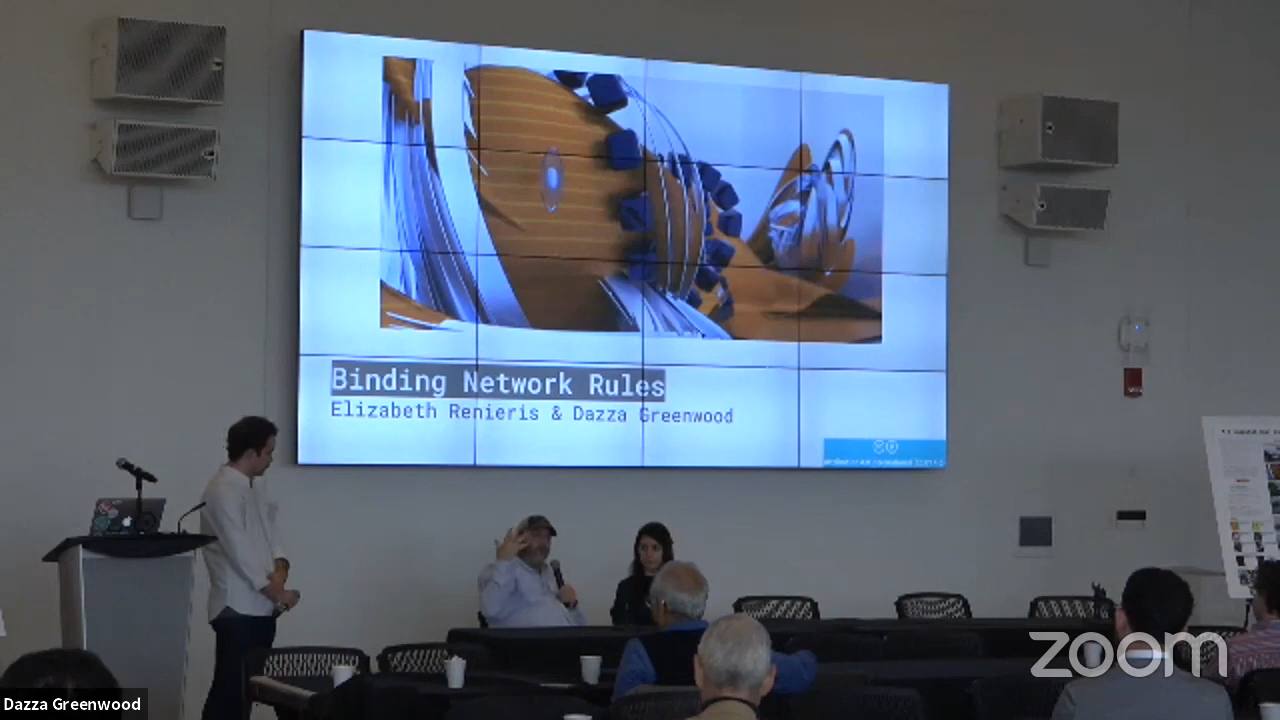 Binding Network Rules
Elizabeth Renieris & Dazza Greenwood
zoom
Dazza Greenwood